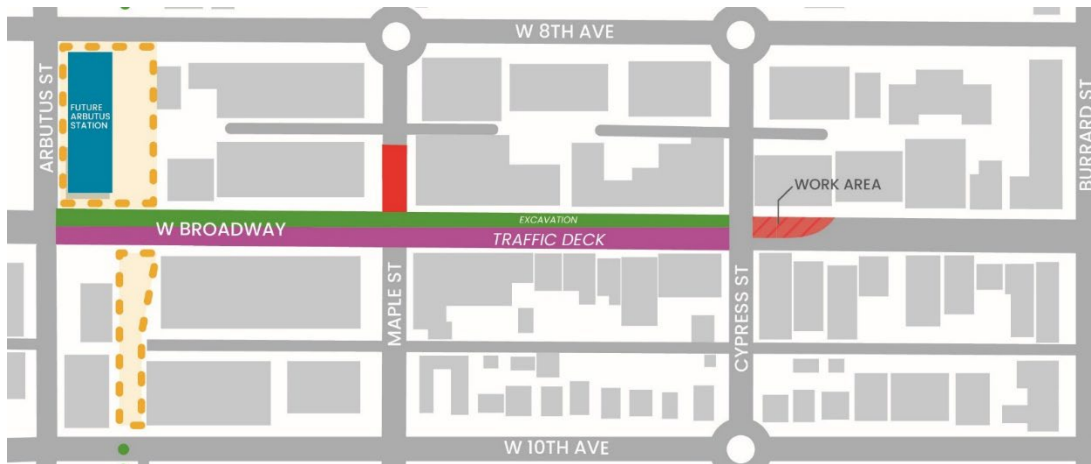 W 8TH AVE
ARBUTUS ST
FUTURE
ARBUTUS
STATION
BURRARD ST
WORK AREA
EXCAVATION
W BROADWAY
TRAFFIC DECK
MAPLE ST
CYPRESS ST
W 10TH AVE